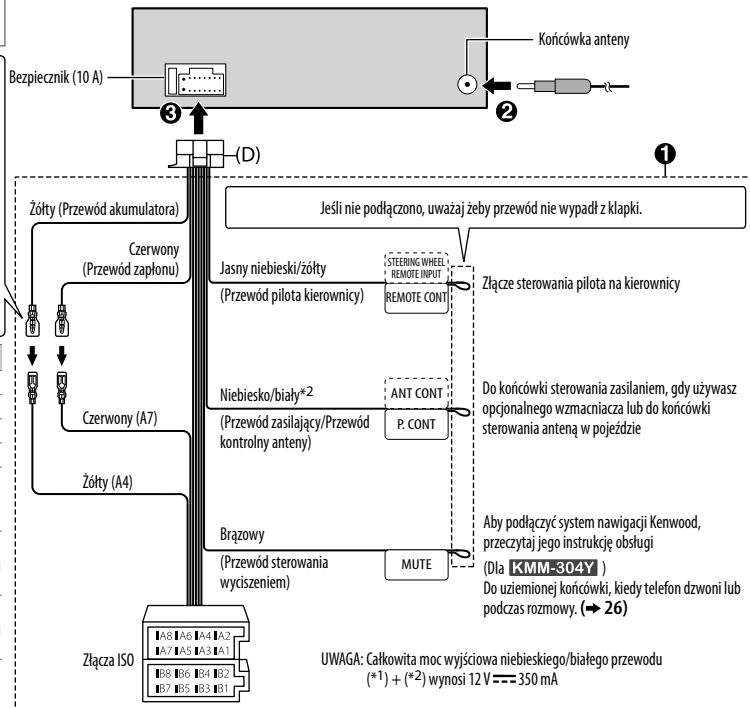 Końcówka anteny
Bezpiecznik (10 A)
❸
❷
(D)
❶
Żółty (Przewód akumulatora)
Jeśli nie podłączono, uważaj żeby przewód nie wypadł z klapki.
Czerwony
(Przewód zapłonu)
Jasny niebieski/żółty
(Przewód pilota kierownicy)
STEERING WHEEL
REMOTE INPUT
REMOTE CONT
Złącze sterowania pilota na kierownicy
Niebiesko/biały*2
(Przewód zasilający/Przewód
kontrolny anteny)
ANT CONT
P. CONT
Do końcówki sterowania zasilaniem, gdy używasz
opcjonalnego wzmacniacza lub do końcówki
sterowania anteną w pojeździe
Czerwony (A7)
Żółty (A4)
Brązowy
(Przewód sterowania
wyciszeniem)
MUTE
Aby podłączyć system nawigacji Kenwood,
przeczytaj jego instrukcję obsługi
(Dla KMM-304Y )
Do uziemionej końcówki, kiedy telefon dzwoni lub
podczas rozmowy. (➜ 26)
Złącza ISO
A8 A6 A4 A2
A7 A5 A3 A1
B8 B6 B4 B2
B7 B5 B3 B1
UWAGA: Całkowita moc wyjściowa niebieskiego/białego przewodu
(*1) + (*2) wynosi 12 V ⎓ 350 mA